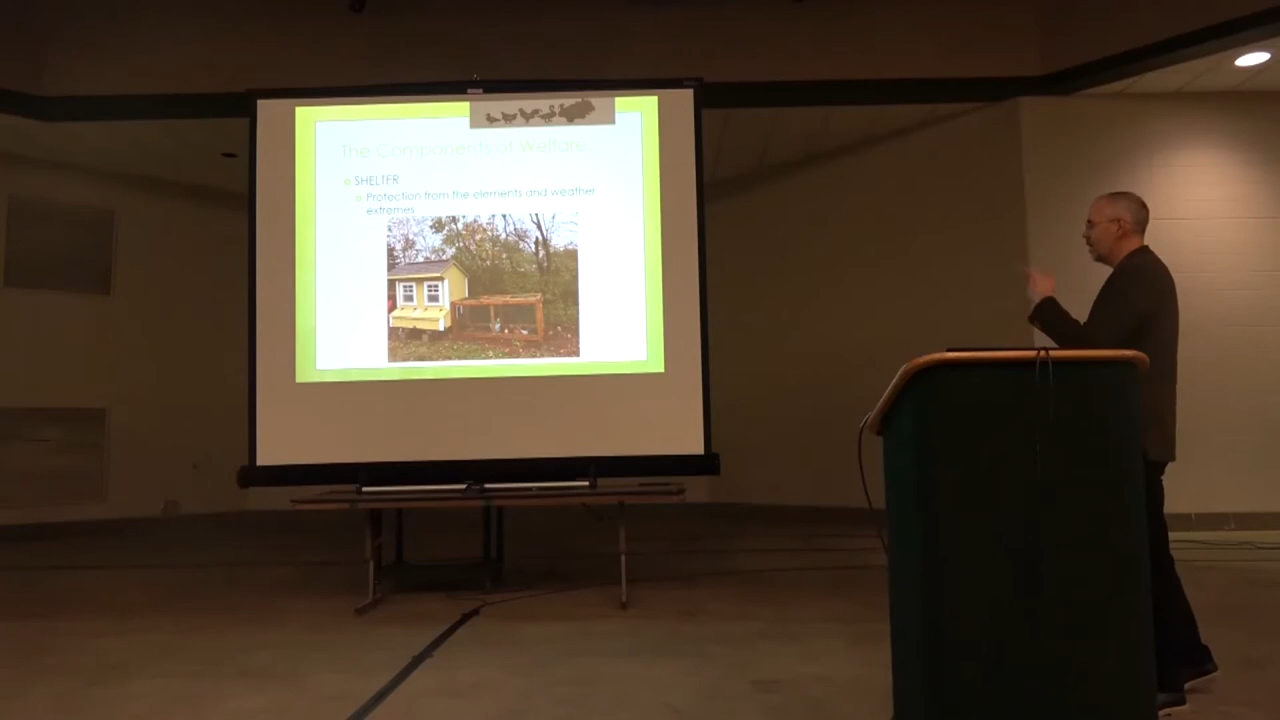 The Components of Welfare
SHELTER
Protection from the elements and weather
extremes